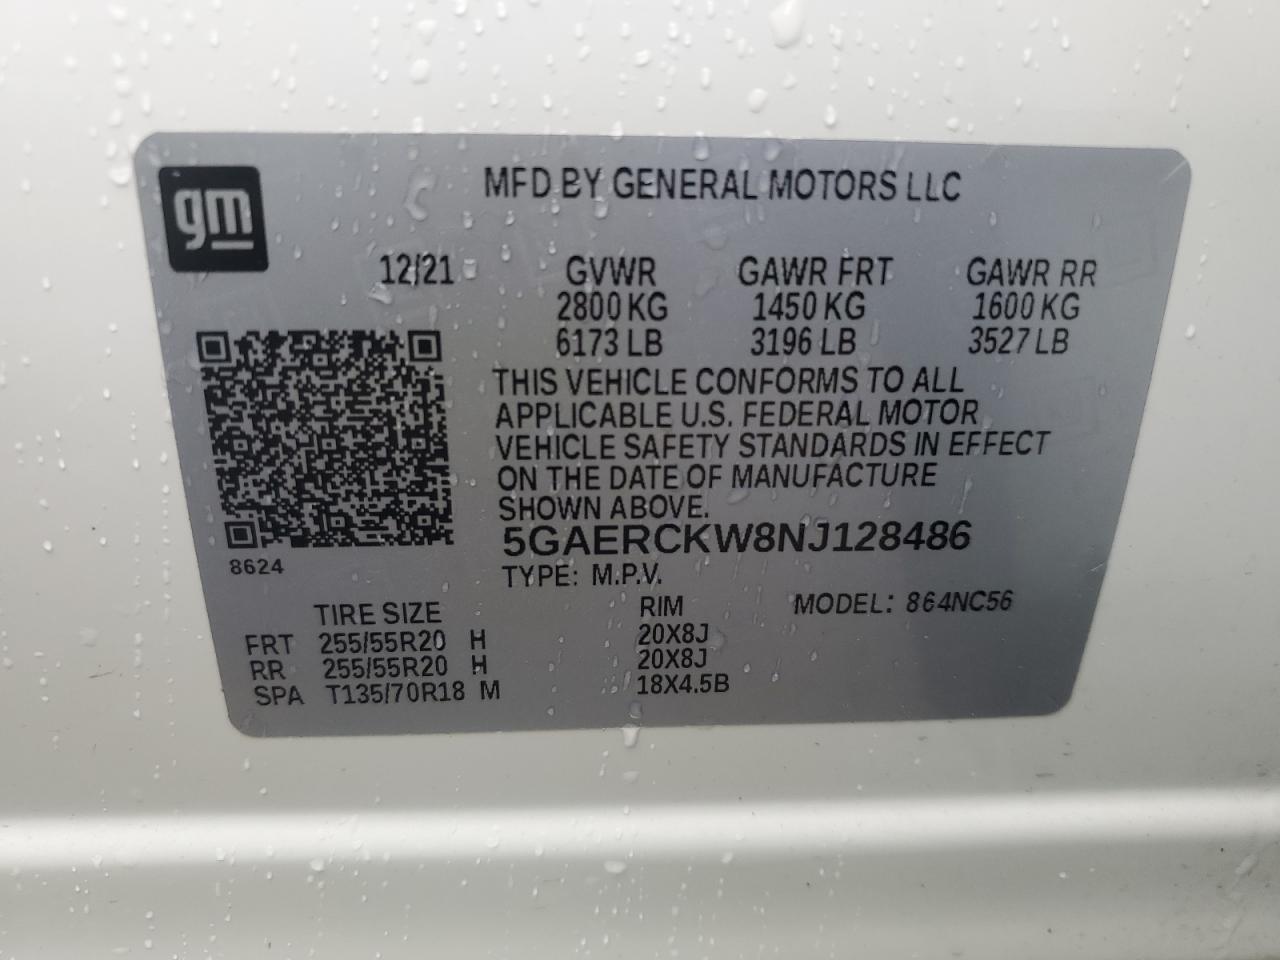 gm
MFD BY GENERAL MOTORS LLC
12/21 GVWR GAWR FRT GAWR RR
2800 KG 1450 KG 1600 KG
6173 LB 3196 LB 3527 LB
THIS VEHICLE CONFORMS TO ALL
APPLICABLE U.S. FEDERAL MOTOR
VEHICLE SAFETY STANDARDS IN EFFECT
ON THE DATE OF MANUFACTURE
SHOWN ABOVE.
5GAERCKW8NJ128486
8624
TYPE: M.P.V.
TIRE SIZE RIM MODEL: 864NC56
FRT 255/55R20 H 20X8J
RR 255/55R20 H 20X8J
SPA T135/70R18 M 18X4.5B